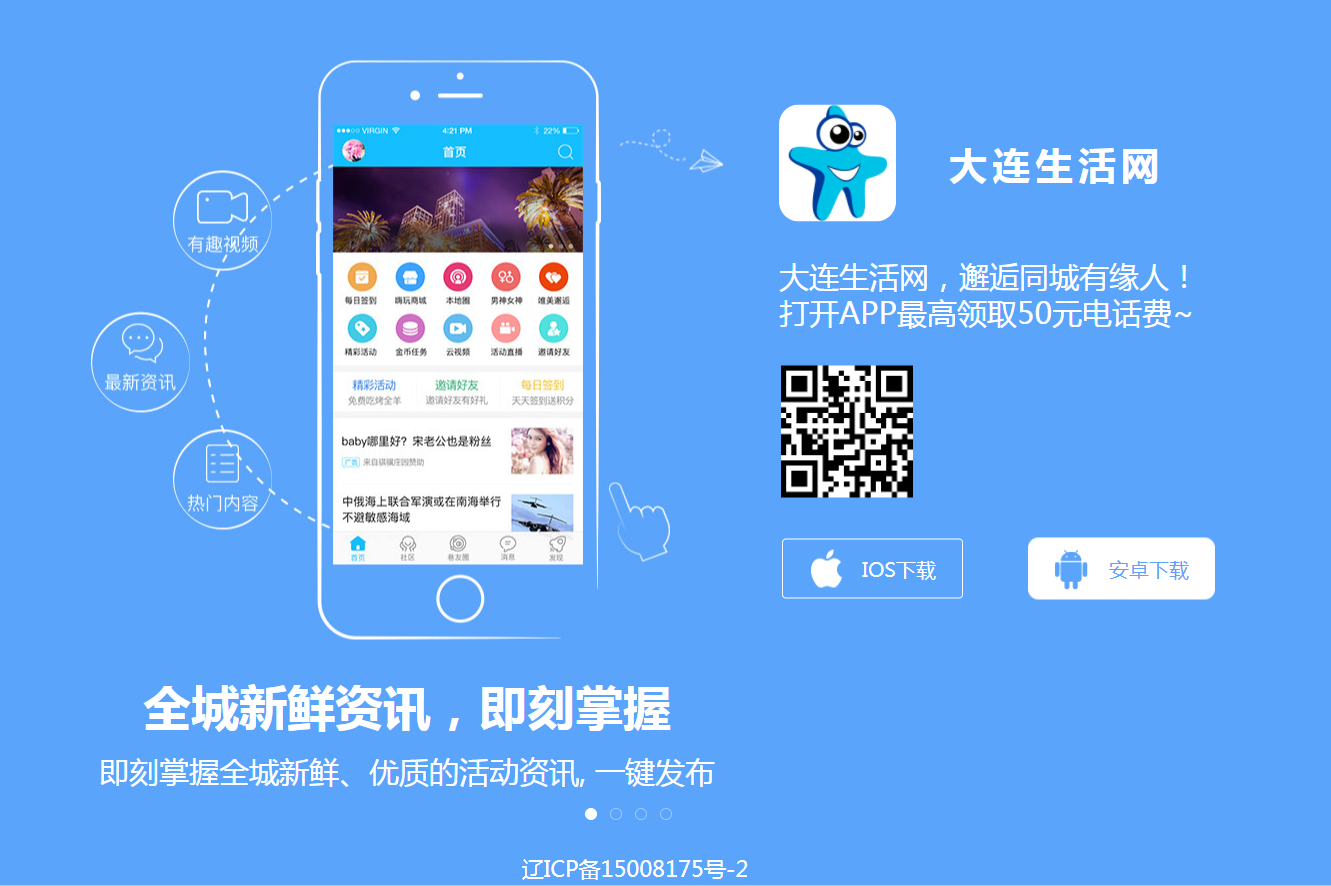 VIRGIN
4:21 PM
22%
首页
有趣视频
最新资讯
热门内容
每日签到
嗨玩商城
本地圈
男神女神
唯美邂逅
精彩活动
金币任务
云视频
活动直播
邀请好友
精彩活动
邀请好友
每日签到
免费吃烤全羊
邀请好友有好礼
天天签到送积分
baby哪里好？宋老公也是粉丝
广告
中俄海上联合军演或在南海举行
不避敏感海域
首页
社区
巷友圈
消息
发现
全城新鲜资讯，即刻掌握
即刻掌握全城新鲜、优质的活动资讯, 一键发布
大连生活网
大连生活网，邂逅同城有缘人！
打开APP最高领取50元电话费~
IOS下载
安卓下载
辽ICP备15008175号-2